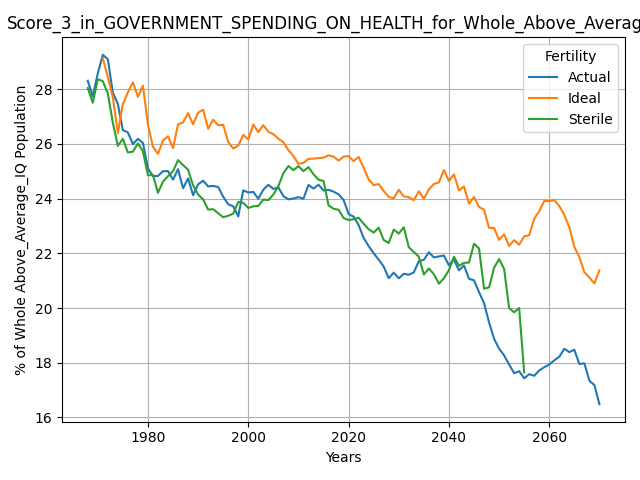 Score_3_in_GOVERNMENT_SPENDING_ON_HEALTH_for_Whole_Above_Averag
Fertility
Actual
Ideal
Sterile
% of Whole Above_Average_IQ Population
28
26
24
22
20
18
16
1980
2000
2020
2040
2060
Years